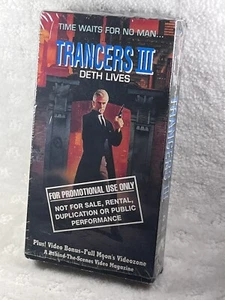 TIME WAITS FOR NO MAN...
TRANCERS III
DETH LIVES
FOR PROMOTIONAL USE ONLY
NOT FOR SALE, RENTAL,
DUPLICATION OR PUBLIC
PERFORMANCE
Plus! Video Bonus-Full Moon's Videozone
A Behind-The-Scenes Video Magazine
TRANCERS